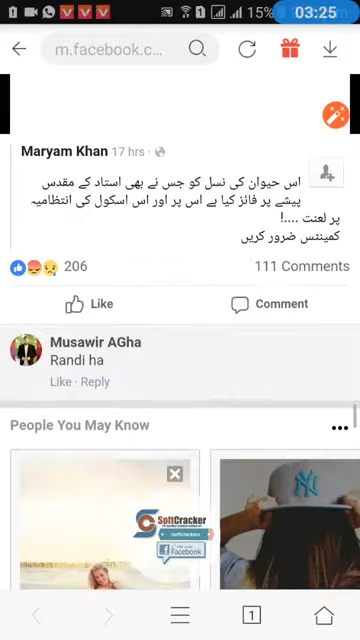 15%
03:25
m.facebook.c...
Maryam Khan 17 hrs ·
اس حیوان کی نسل کو جس نے بھی استاد کے مقدس
پیشے پر فائز کیا ہے اس پر اور اس اسکول کی انتظامیہ
پر لعنت ....!
کمینٹس ضرور کریں
206
111 Comments
Like
Comment
Musawir AGha
Randi ha
Like · Reply
People You May Know
SoftCracker
/softcrackers
Facebook
1